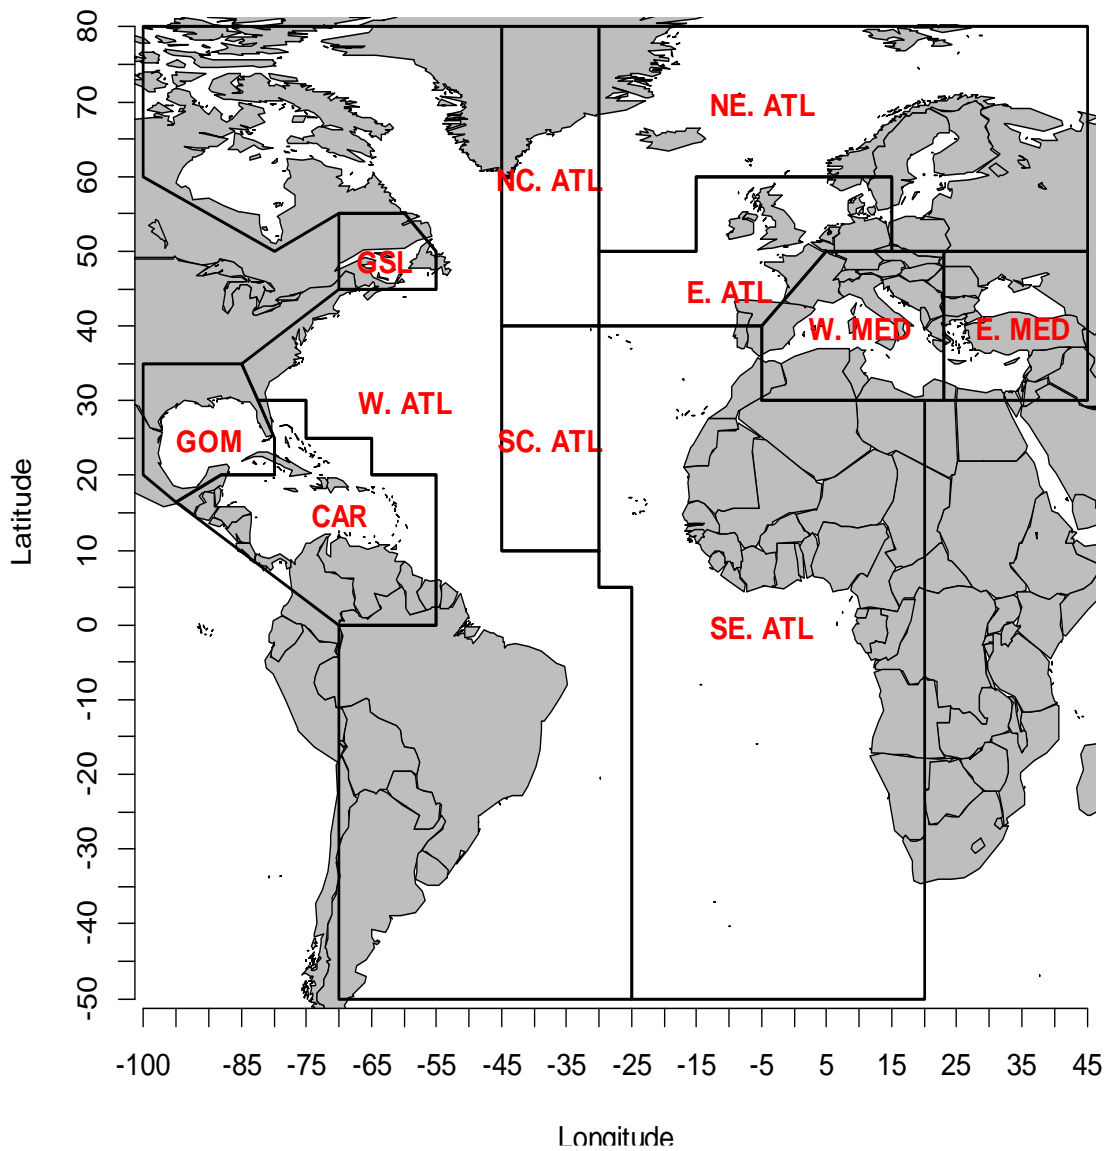 80
70
60
50
40
30
20
10
0
-10
-20
-30
-40
-50
Latitude
NE. ATL
NC. ATL
GSL
E. ATL
W. MED
E. MED
W. ATL
GOM
SC. ATL
CAR
SE. ATL
-100 -85 -75 -65 -55 -45 -35 -25 -15 -5 5 15 25 35 45
Longitude